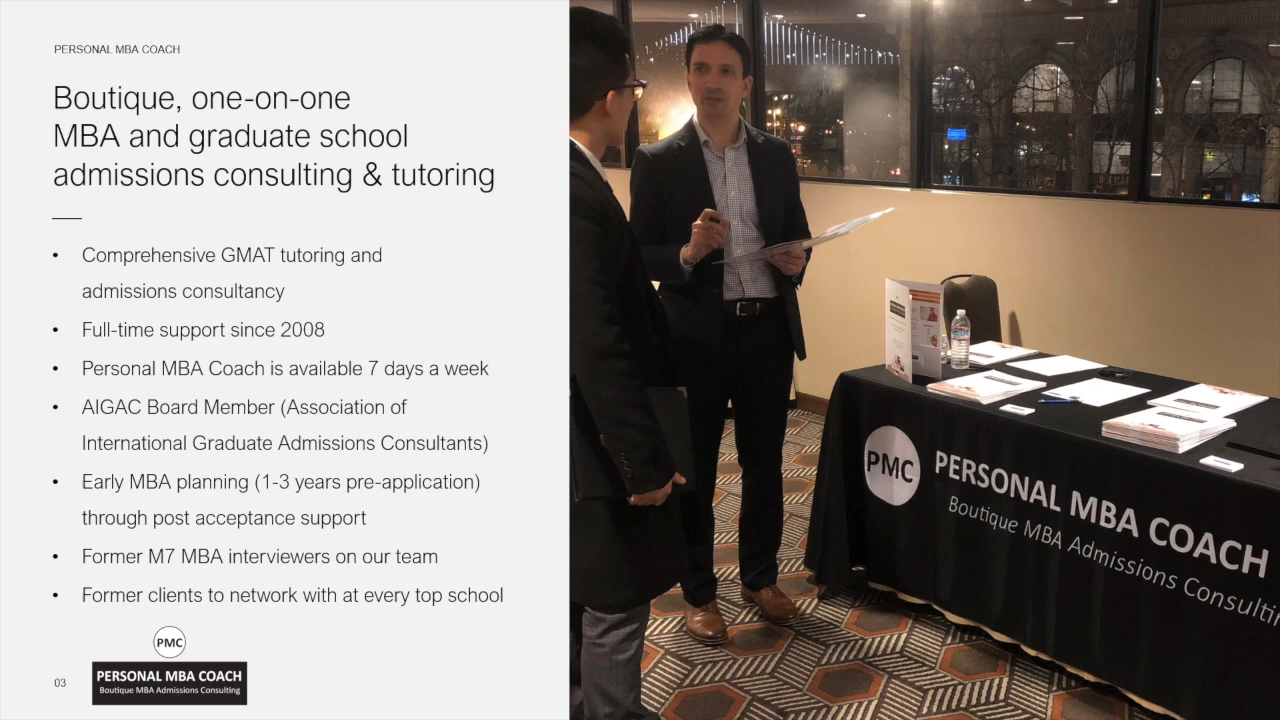 PERSONAL MBA COACH
Boutique, one-on-one
MBA and graduate school
admissions consulting & tutoring
• Comprehensive GMAT tutoring and
admissions consultancy
• Full-time support since 2008
• Personal MBA Coach is available 7 days a week
• AIGAC Board Member (Association of
International Graduate Admissions Consultants)
• Early MBA planning (1-3 years pre-application)
through post acceptance support
• Former M7 MBA interviewers on our team
• Former clients to network with at every top school
PMC
03
PERSONAL MBA COACH
Boutique MBA Admissions Consulting
PMC
PERSONAL MBA COACH
Boutique MBA Admissions Consultin